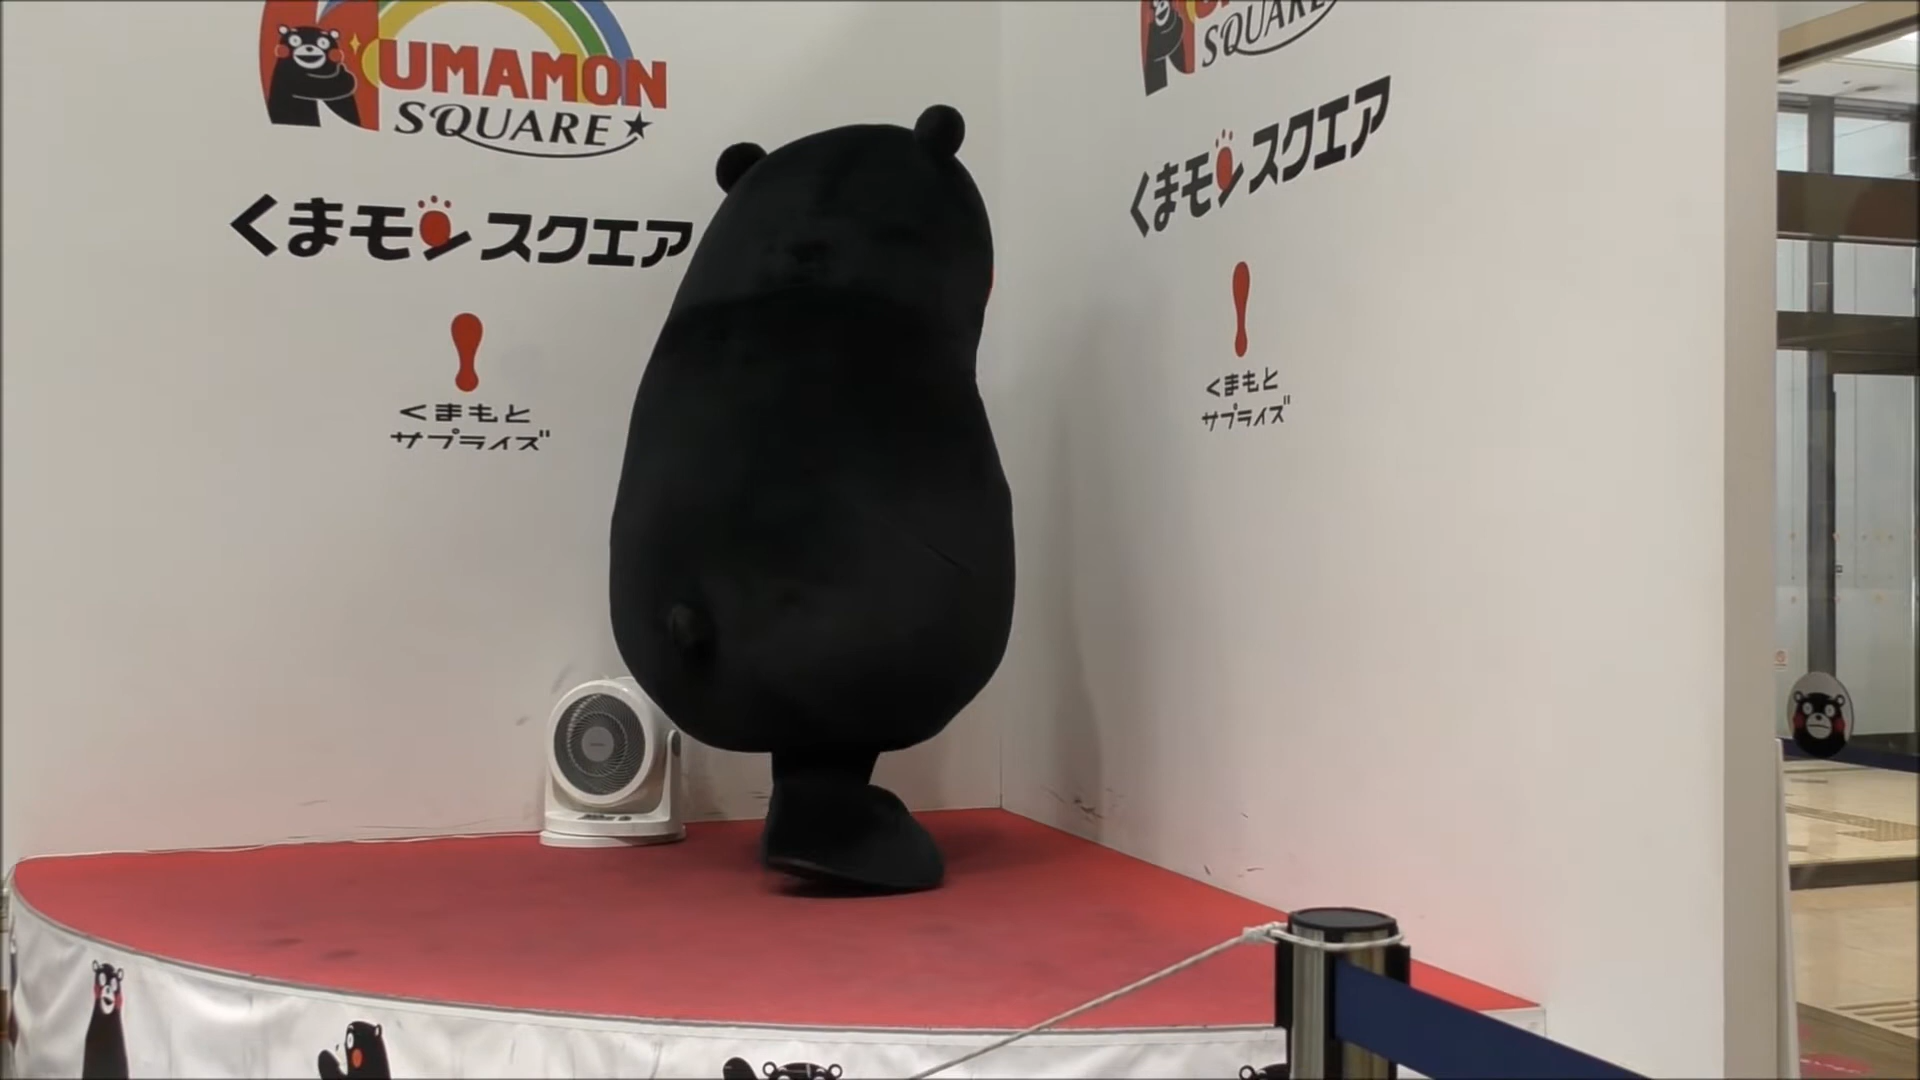 KUMAMON
SQUARE★
くまモンスクエア
くまもと
サプライズ
SQUARE
くまモンスクエア
くまもと
サプライズ